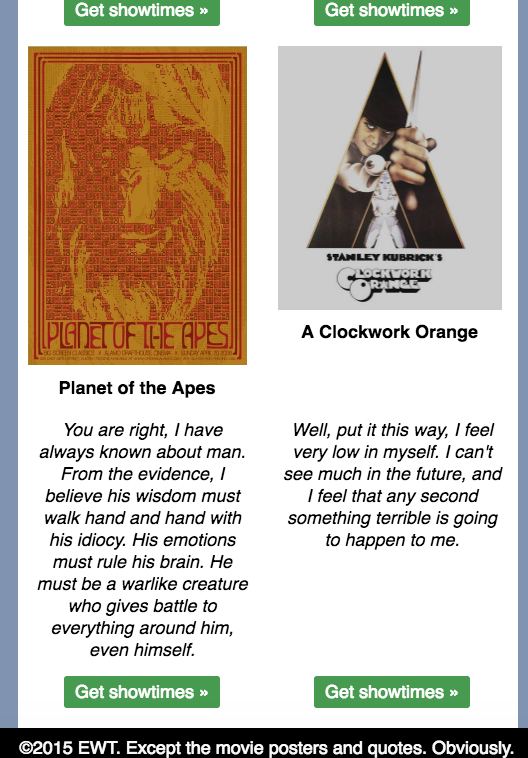 Get showtimes »
Get showtimes »
PLANET OF THE APES
BIG SCREEN CLASSICS x ALAMO DRAFTHOUSE CINEMA x SUNDAY APRIL 20, 2008
Planet of the Apes
You are right, I have
always known about man.
From the evidence, I
believe his wisdom must
walk hand and hand with
his idiocy. His emotions
must rule his brain. He
must be a warlike creature
who gives battle to
everything around him,
even himself.
Get showtimes »
STANLEY KUBRICK'S
CLOCKWORK
ORANGE
A Clockwork Orange
Well, put it this way, I feel
very low in myself. I can't
see much in the future, and
I feel that any second
something terrible is going
to happen to me.
Get showtimes »
©2015 EWT. Except the movie posters and quotes. Obviously.